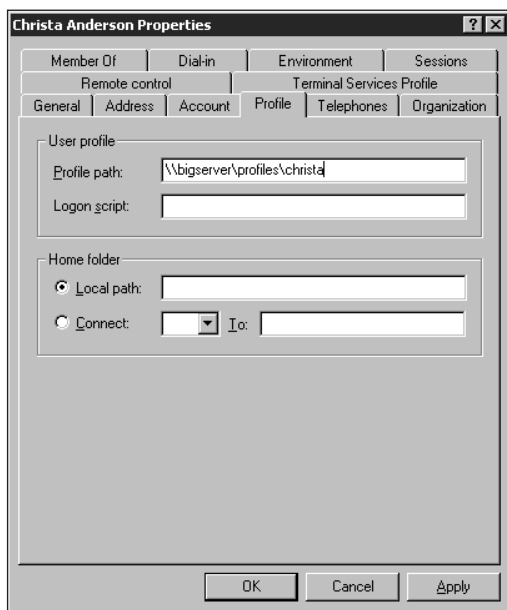 Christa Anderson Properties
Member Of Dial-in Environment Sessions
Remote control Terminal Services Profile
General Address Account Profile Telephones Organization
User profile
Profile path: \\bigserver\profiles\christa
Logon script:
Home folder
Local path:
Connect: To:
OK Cancel Apply